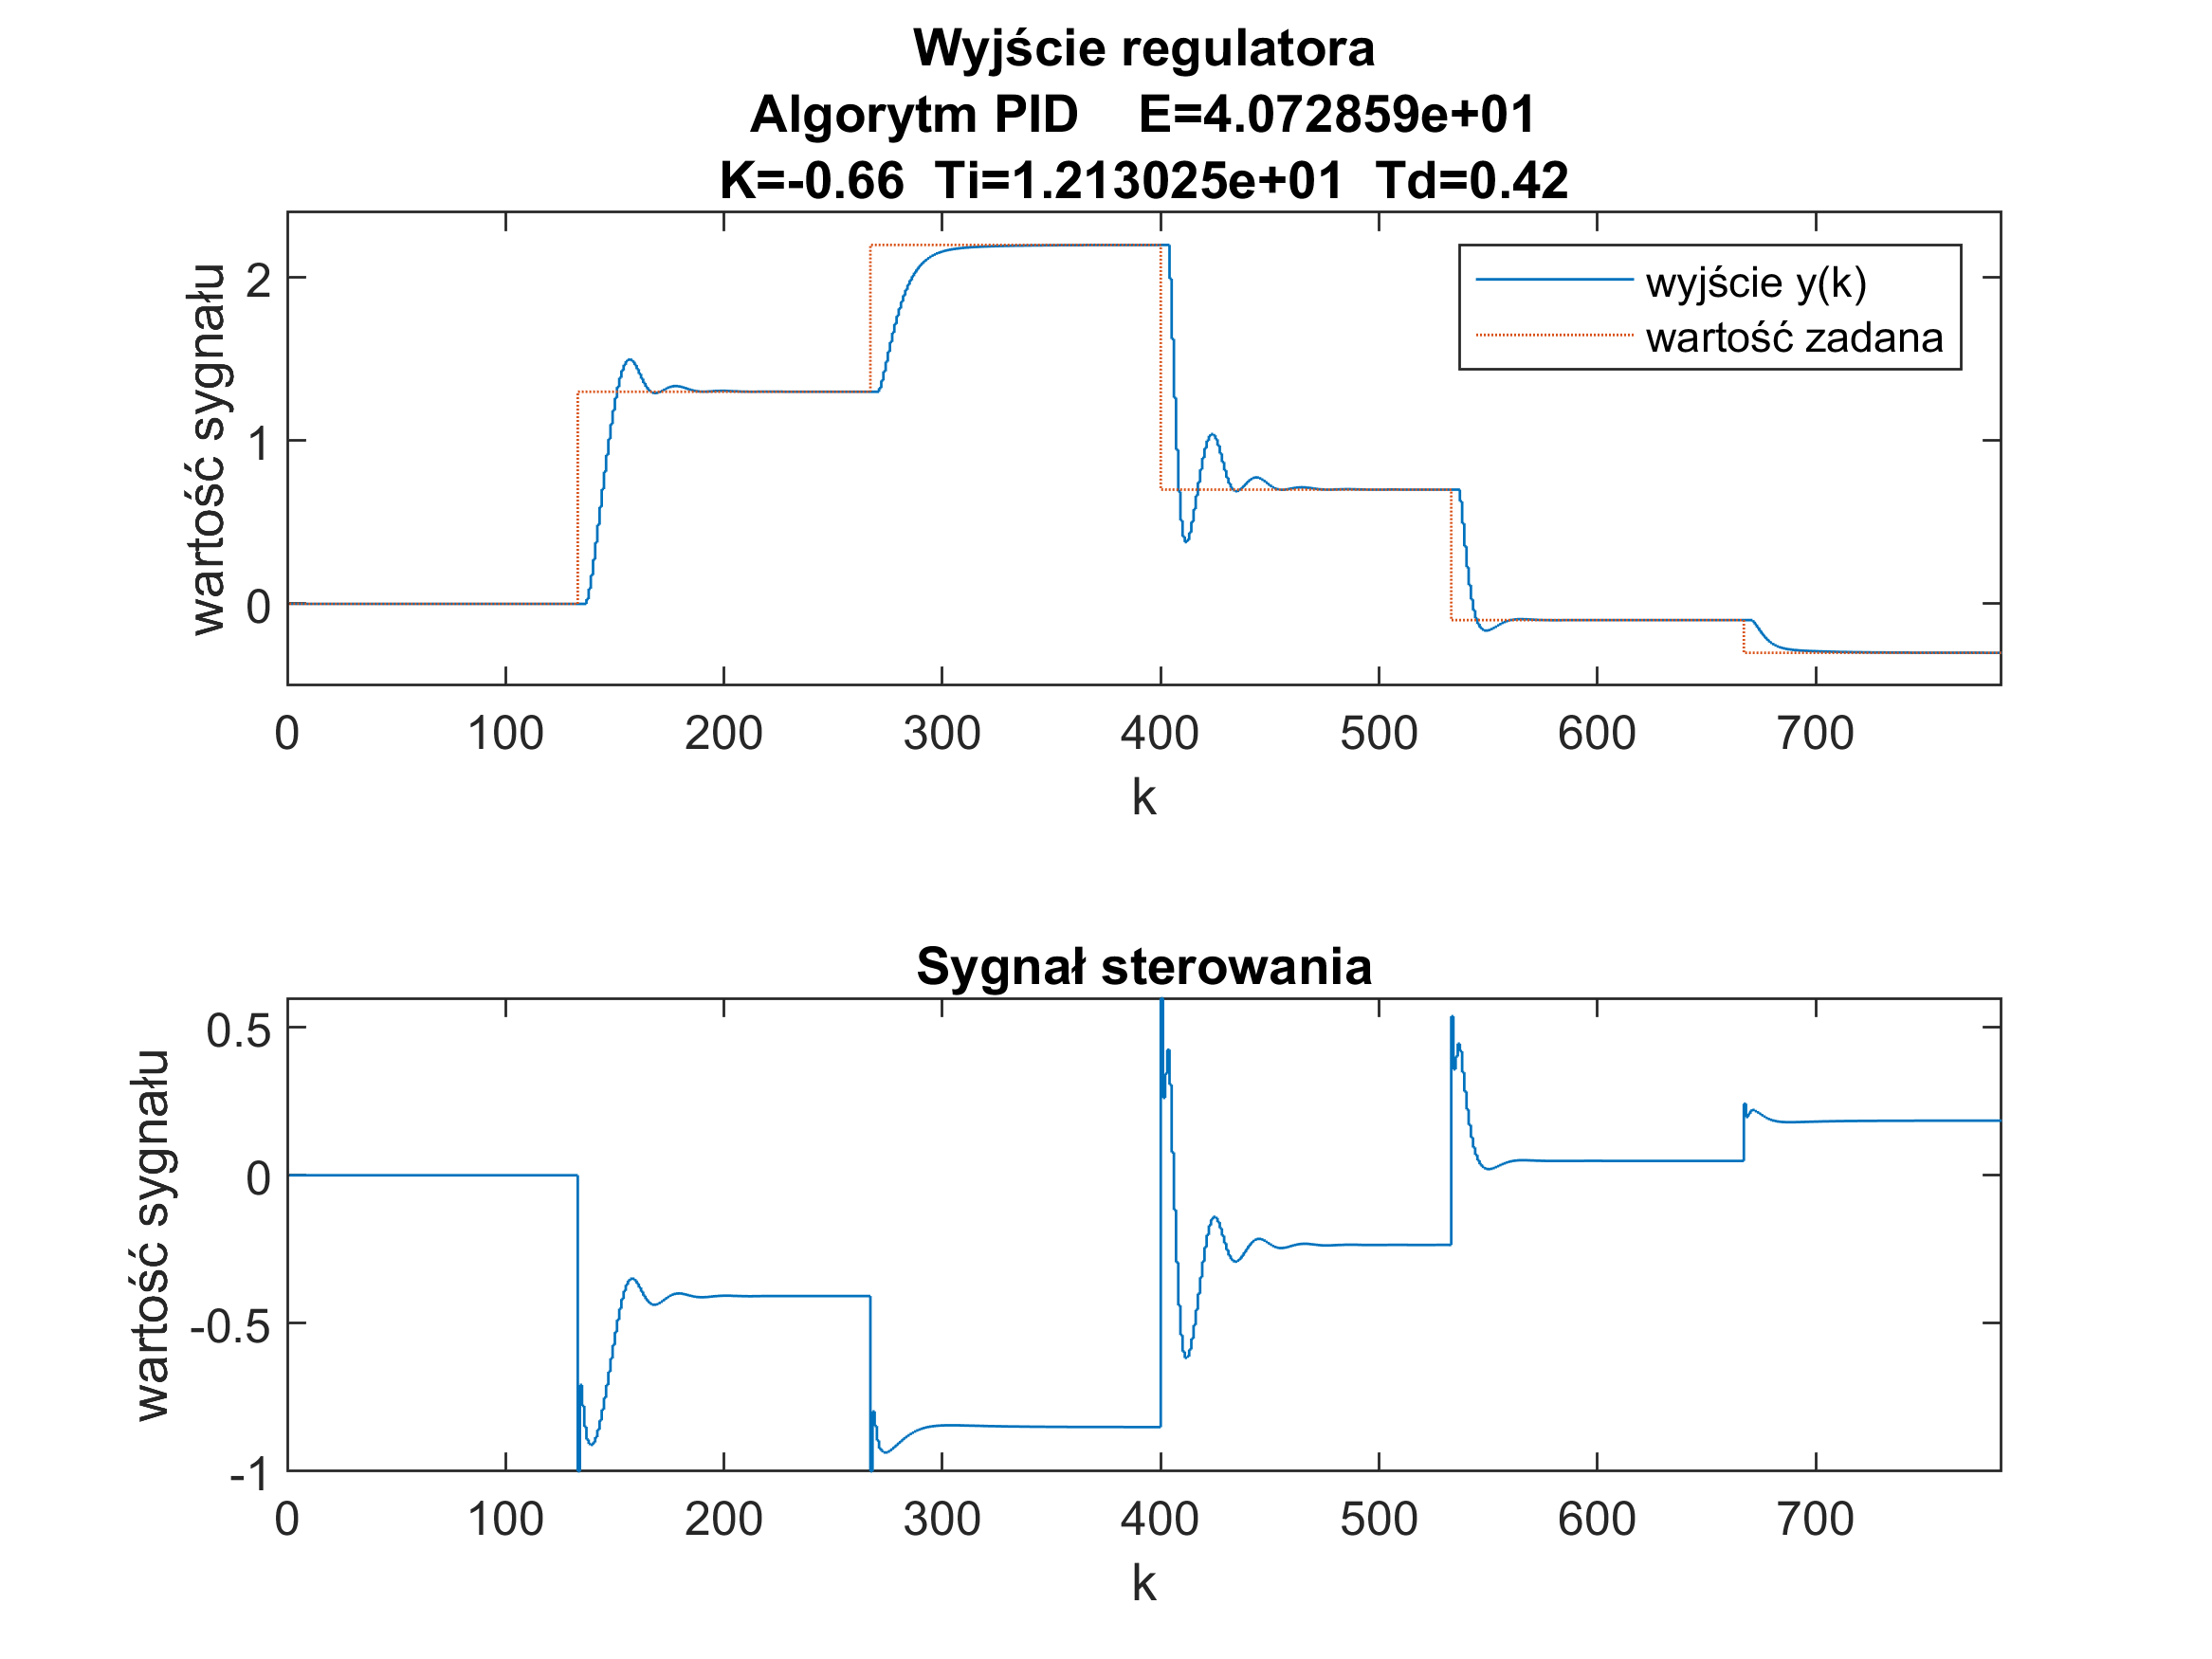 Wyjście regulatora
Algorytm PID    E=4.072859e+01
K=-0.66  Ti=1.213025e+01  Td=0.42
wartość sygnału
2
1
0
wyjście y(k)
wartość zadana
0 100 200 300 400 500 600 700
k
Sygnał sterowania
wartość sygnału
0.5
0
-0.5
-1
0 100 200 300 400 500 600 700
k